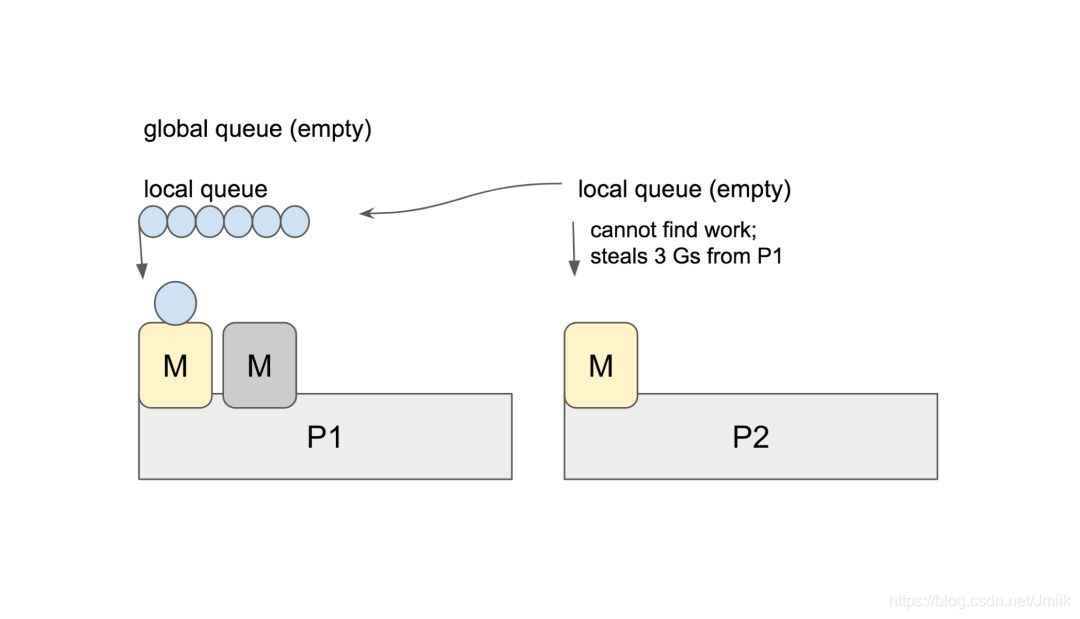 global queue (empty)
local queue
local queue (empty)
cannot find work;
steals 3 Gs from P1
M
M
M
P1
P2
https://blog.csdn.net/Jmilk